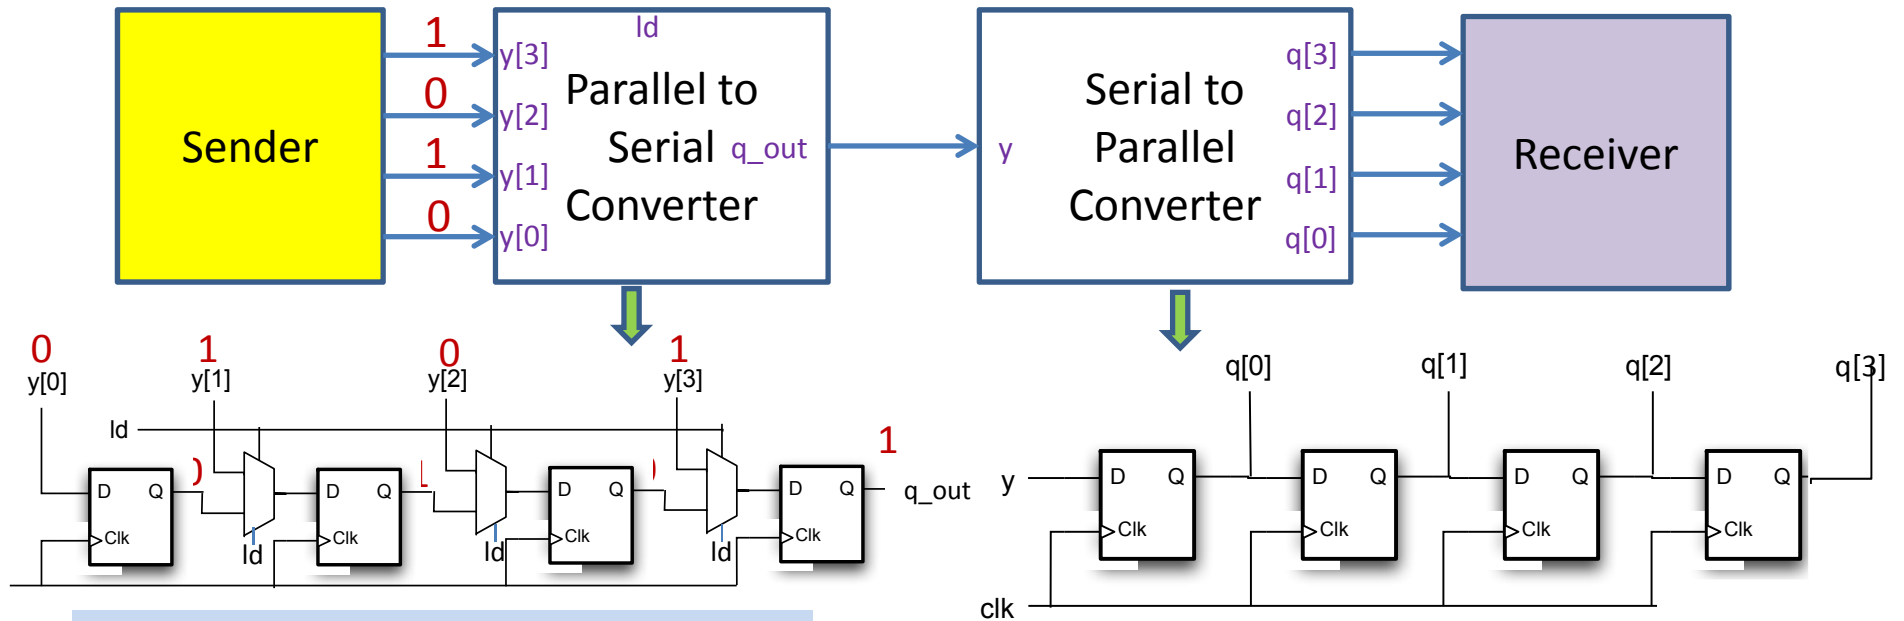 Sender
1
0
1
0
ld
y[3]
y[2]
y[1]
y[0]
Parallel to
Serial
Converter
q_out
y
Serial to
Parallel
Converter
q[3]
q[2]
q[1]
q[0]
Receiver
0
1
0
1
y[0]
y[1]
y[2]
y[3]
ld
D
Q
Clk
0
ld
D
Q
Clk
ld
D
Q
Clk
ld
D
Q
Clk
1
q_out
q[0]
q[1]
q[2]
q[3]
y
D
Q
Clk
D
Q
Clk
D
Q
Clk
D
Q
Clk
clk